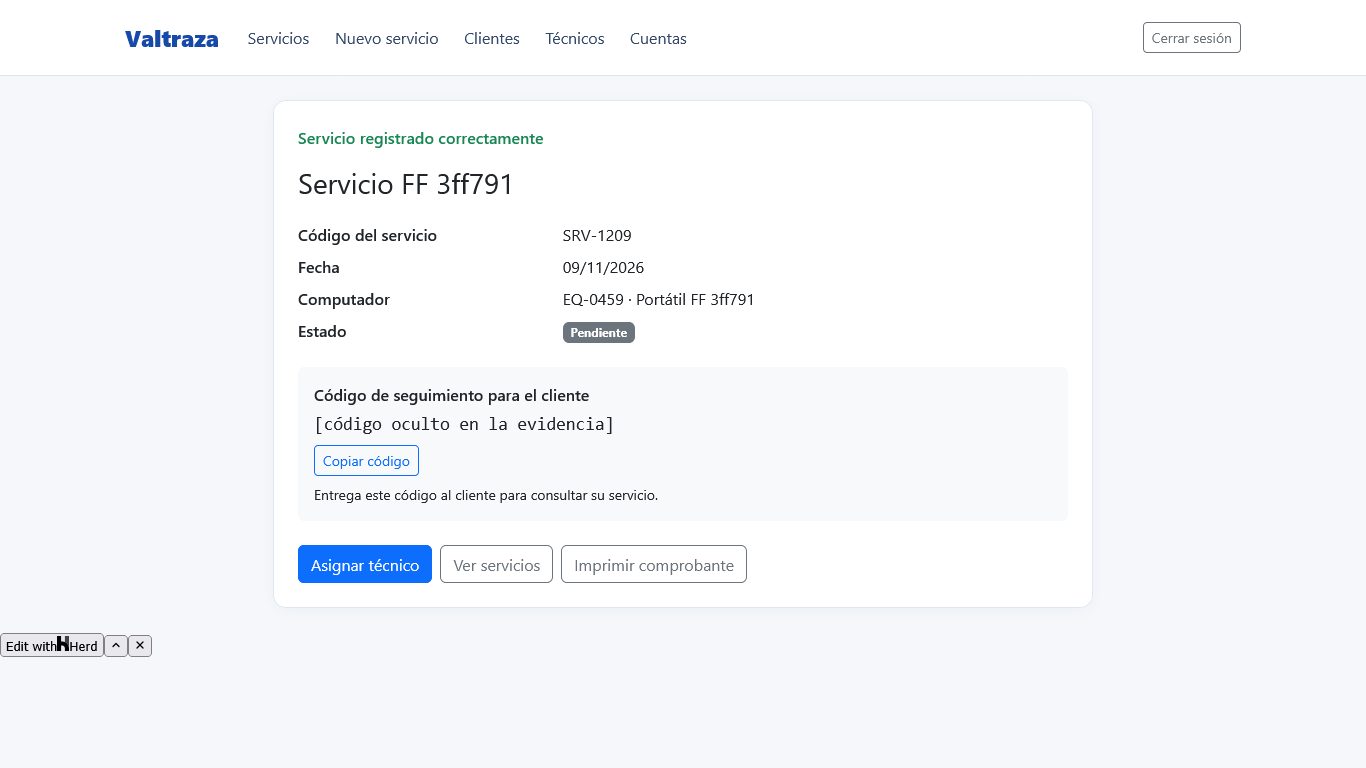 Valtraza Servicios Nuevo servicio Clientes Técnicos Cuentas Cerrar sesión
Servicio registrado correctamente
Servicio FF 3ff791
Código del servicio SRV-1209
Fecha 09/11/2026
Computador EQ-0459 · Portátil FF 3ff791
Estado Pendiente
Código de seguimiento para el cliente
[código oculto en la evidencia]
Copiar código
Entrega este código al cliente para consultar su servicio.
Asignar técnico Ver servicios Imprimir comprobante
Edit with Herd